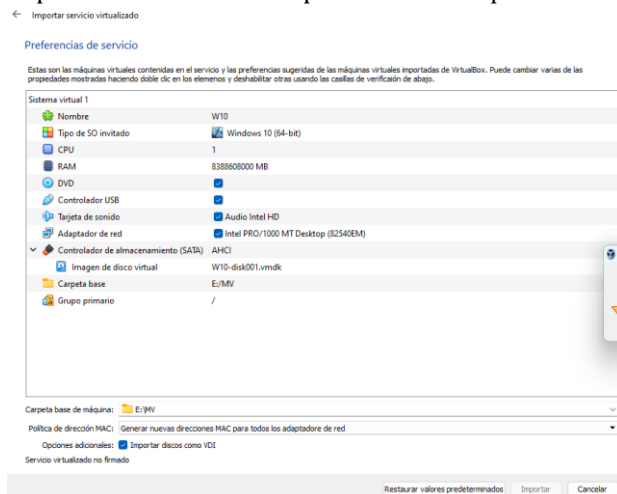 Importar servicio virtualizado
Preferencias de servicio
Estas son las máquinas virtuales contenidas en el servicio y las preferencias sugeridas de las máquinas virtuales importadas de VirtualBox. Puede cambiar varias de las
propiedades mostradas haciendo doble clic en los elemenos y deshabilitar otras usando las casillas de verificaión de abajo.
Sistema virtual 1
Nombre W10
Tipo de SO invitado Windows 10 (64-bit)
CPU 1
RAM 8388608000 MB
DVD
Controlador USB
Tarjeta de sonido Audio Intel HD
Adaptador de red Intel PRO/1000 MT Desktop (82540EM)
Controlador de almacenamiento (SATA) AHCI
Imagen de disco virtual W10-disk001.vmdk
Carpeta base E:/MV
Grupo primario /
Carpeta base de máquina: E:\MV
Política de dirección MAC: Generar nuevas direcciones MAC para todos los adaptadore de red
Opciones adicionales: Importar discos como VDI
Servicio virtualizado no firmado
Restaurar valores predeterminados Importar Cancelar